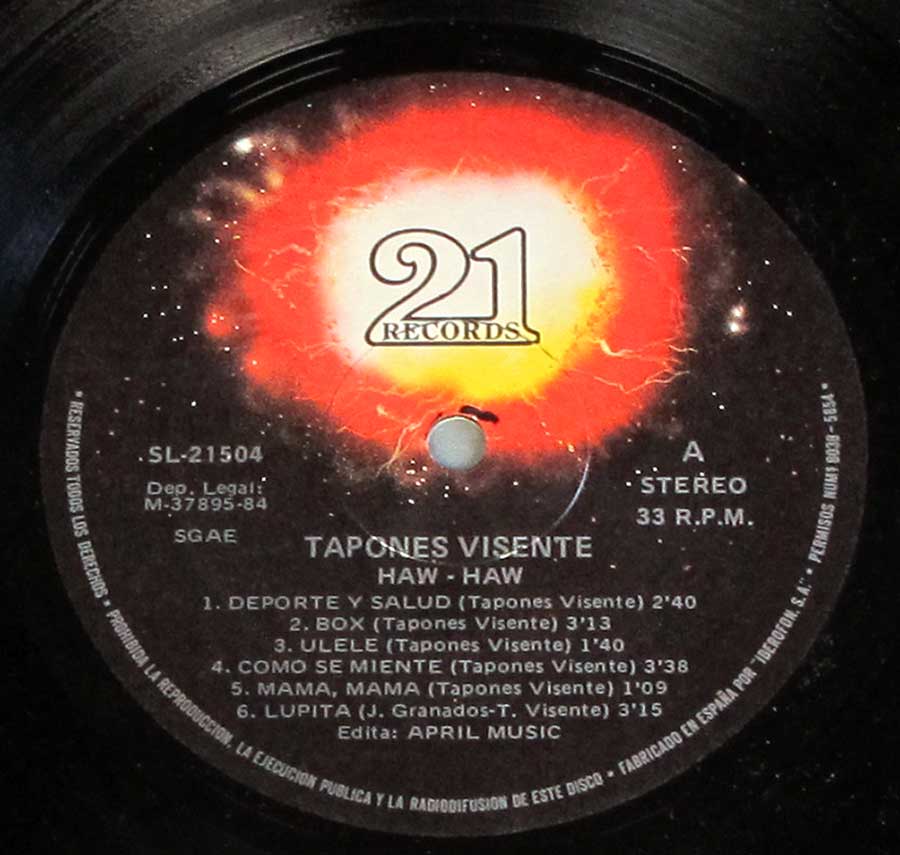 21
RECORDS
SL-21504
Dep. Legal:
M-37895-84
SGAE
A
STEREO
33 R.P.M.
TAPONES VISENTE
HAW - HAW
1. DEPORTE Y SALUD (Tapones Visente) 2'40
2. BOX (Tapones Visente) 3'13
3. ULELE (Tapones Visente) 1'40
4. COMO SE MIENTE (Tapones Visente) 3'38
5. MAMA, MAMA (Tapones Visente) 1'09
6. LUPITA (J. Granados-T. Visente) 3'15
Edita: APRIL MUSIC
• RESERVADOS TODOS LOS DERECHOS • PROHIBIDA LA REPRODUCCION, LA EJECUCION PUBLICA Y LA RADIODIFUSION DE ESTE DISCO • FABRICADO EN ESPAÑA POR "IBEROFON, S.A." • PERMISOS NUMS 8038 - 5654 •